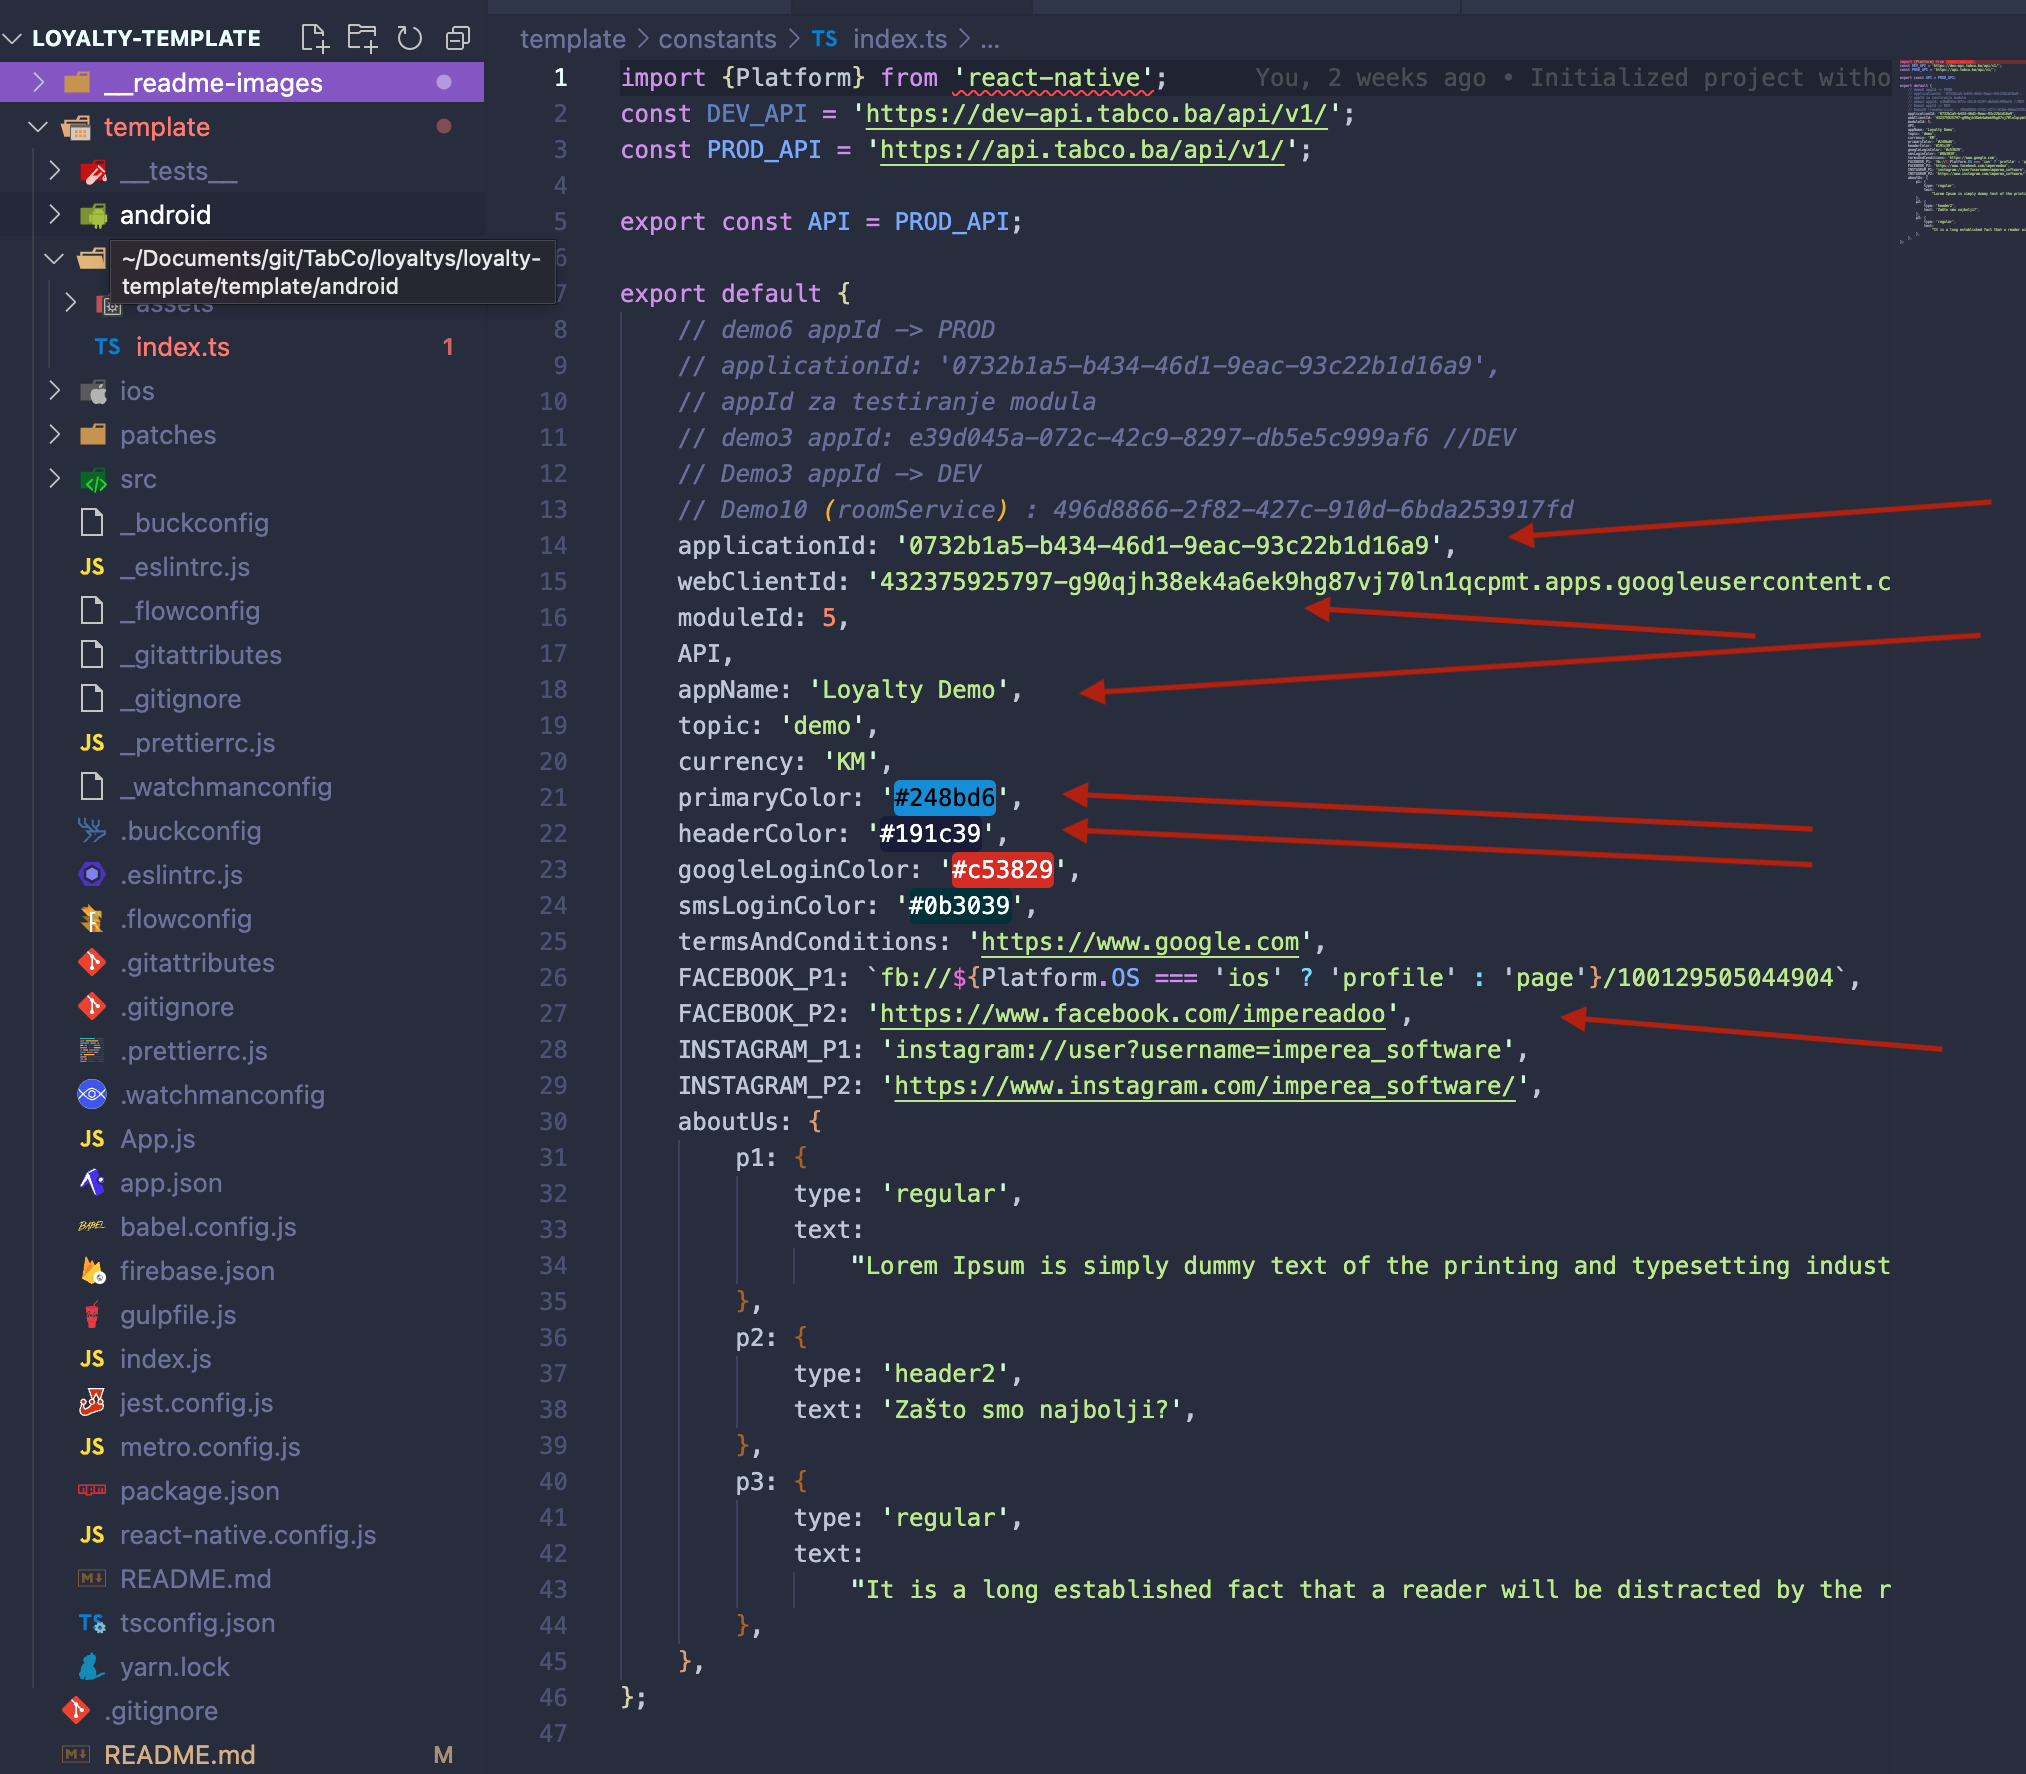 LOYALTY-TEMPLATE
__readme-images
template
__tests__
android
~/Documents/git/TabCo/loyaltys/loyalty-
template/template/android
assets
TS index.ts 1
ios
patches
src
_buckconfig
JS _eslintrc.js
_flowconfig
_gitattributes
_gitignore
JS _prettierrc.js
_watchmanconfig
.buckconfig
.eslintrc.js
.flowconfig
.gitattributes
.gitignore
.prettierrc.js
.watchmanconfig
JS App.js
app.json
BABEL babel.config.js
firebase.json
gulpfile.js
JS index.js
jest.config.js
JS metro.config.js
package.json
JS react-native.config.js
README.md
TS tsconfig.json
yarn.lock
.gitignore
README.md M
template > constants > TS index.ts > ...
1 import {Platform} from 'react-native'; You, 2 weeks ago • Initialized project witho
2 const DEV_API = 'https://dev-api.tabco.ba/api/v1/';
3 const PROD_API = 'https://api.tabco.ba/api/v1/';
4
5 export const API = PROD_API;
6
7 export default {
8 // demo6 appId -> PROD
9 // applicationId: '0732b1a5-b434-46d1-9eac-93c22b1d16a9',
10 // appId za testiranje modula
11 // demo3 appId: e39d045a-072c-42c9-8297-db5e5c999af6 //DEV
12 // Demo3 appId -> DEV
13 // Demo10 (roomService) : 496d8866-2f82-427c-910d-6bda253917fd
14 applicationId: '0732b1a5-b434-46d1-9eac-93c22b1d16a9',
15 webClientId: '432375925797-g90qjh38ek4a6ek9hg87vj70ln1qcpmt.apps.googleusercontent.c
16 moduleId: 5,
17 API,
18 appName: 'Loyalty Demo',
19 topic: 'demo',
20 currency: 'KM',
21 primaryColor: '#248bd6',
22 headerColor: '#191c39',
23 googleLoginColor: '#c53829',
24 smsLoginColor: '#0b3039',
25 termsAndConditions: 'https://www.google.com',
26 FACEBOOK_P1: `fb://${Platform.OS === 'ios' ? 'profile' : 'page'}/100129505044904`,
27 FACEBOOK_P2: 'https://www.facebook.com/impereadoo',
28 INSTAGRAM_P1: 'instagram://user?username=imperea_software',
29 INSTAGRAM_P2: 'https://www.instagram.com/imperea_software/',
30 aboutUs: {
31 p1: {
32 type: 'regular',
33 text:
34 "Lorem Ipsum is simply dummy text of the printing and typesetting indust
35 },
36 p2: {
37 type: 'header2',
38 text: 'Zašto smo najbolji?',
39 },
40 p3: {
41 type: 'regular',
42 text:
43 "It is a long established fact that a reader will be distracted by the r
44 },
45 },
46 };
47